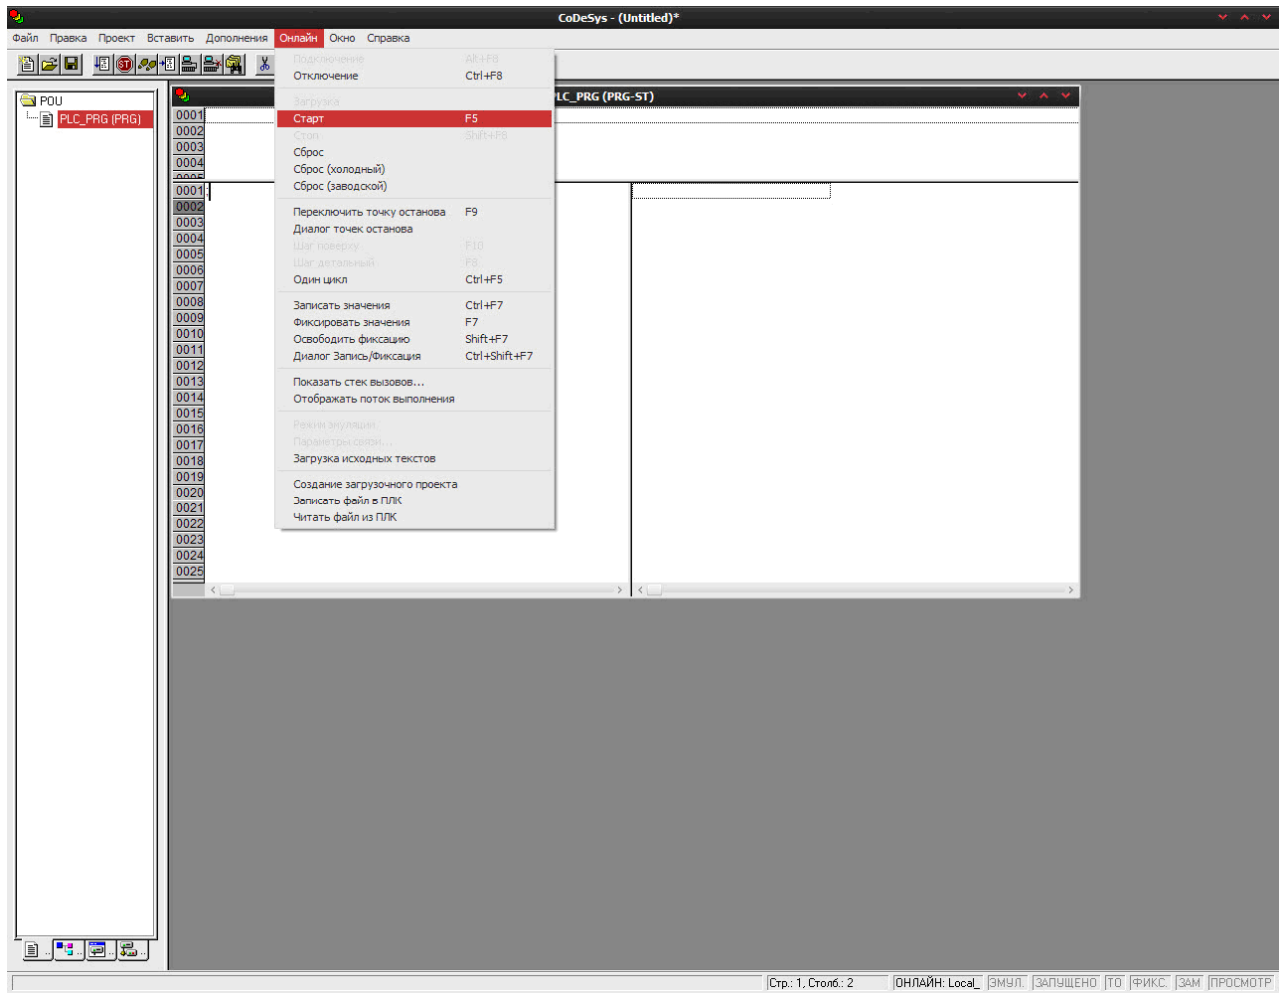 CoDeSys - (Untitled)*
Файл Правка Проект Вставить Дополнения Онлайн Окно Справка
POU
PLC_PRG (PRG)
LC_PRG (PRG-ST)
Подключение Alt+F8
Отключение Ctrl+F8
Загрузка
Старт F5
Стоп Shift+F8
Сброс
Сброс (холодный)
Сброс (заводской)
Переключить точку останова F9
Диалог точек останова
Шаг поверху F10
Шаг детальный F8
Один цикл Ctrl+F5
Записать значения Ctrl+F7
Фиксировать значения F7
Освободить фиксацию Shift+F7
Диалог Запись/Фиксация Ctrl+Shift+F7
Показать стек вызовов...
Отображать поток выполнения
Режим эмуляции
Параметры связи...
Загрузка исходных текстов
Создание загрузочного проекта
Записать файл в ПЛК
Читать файл из ПЛК
0001
0002
0003
0004
0005
0001 ;
0002
0003
0004
0005
0006
0007
0008
0009
0010
0011
0012
0013
0014
0015
0016
0017
0018
0019
0020
0021
0022
0023
0024
0025
Стр.: 1, Столб.: 2 ОНЛАЙН: Local_ ЭМУЛ. ЗАПУЩЕНО ТО ФИКС. ЗАМ ПРОСМОТР